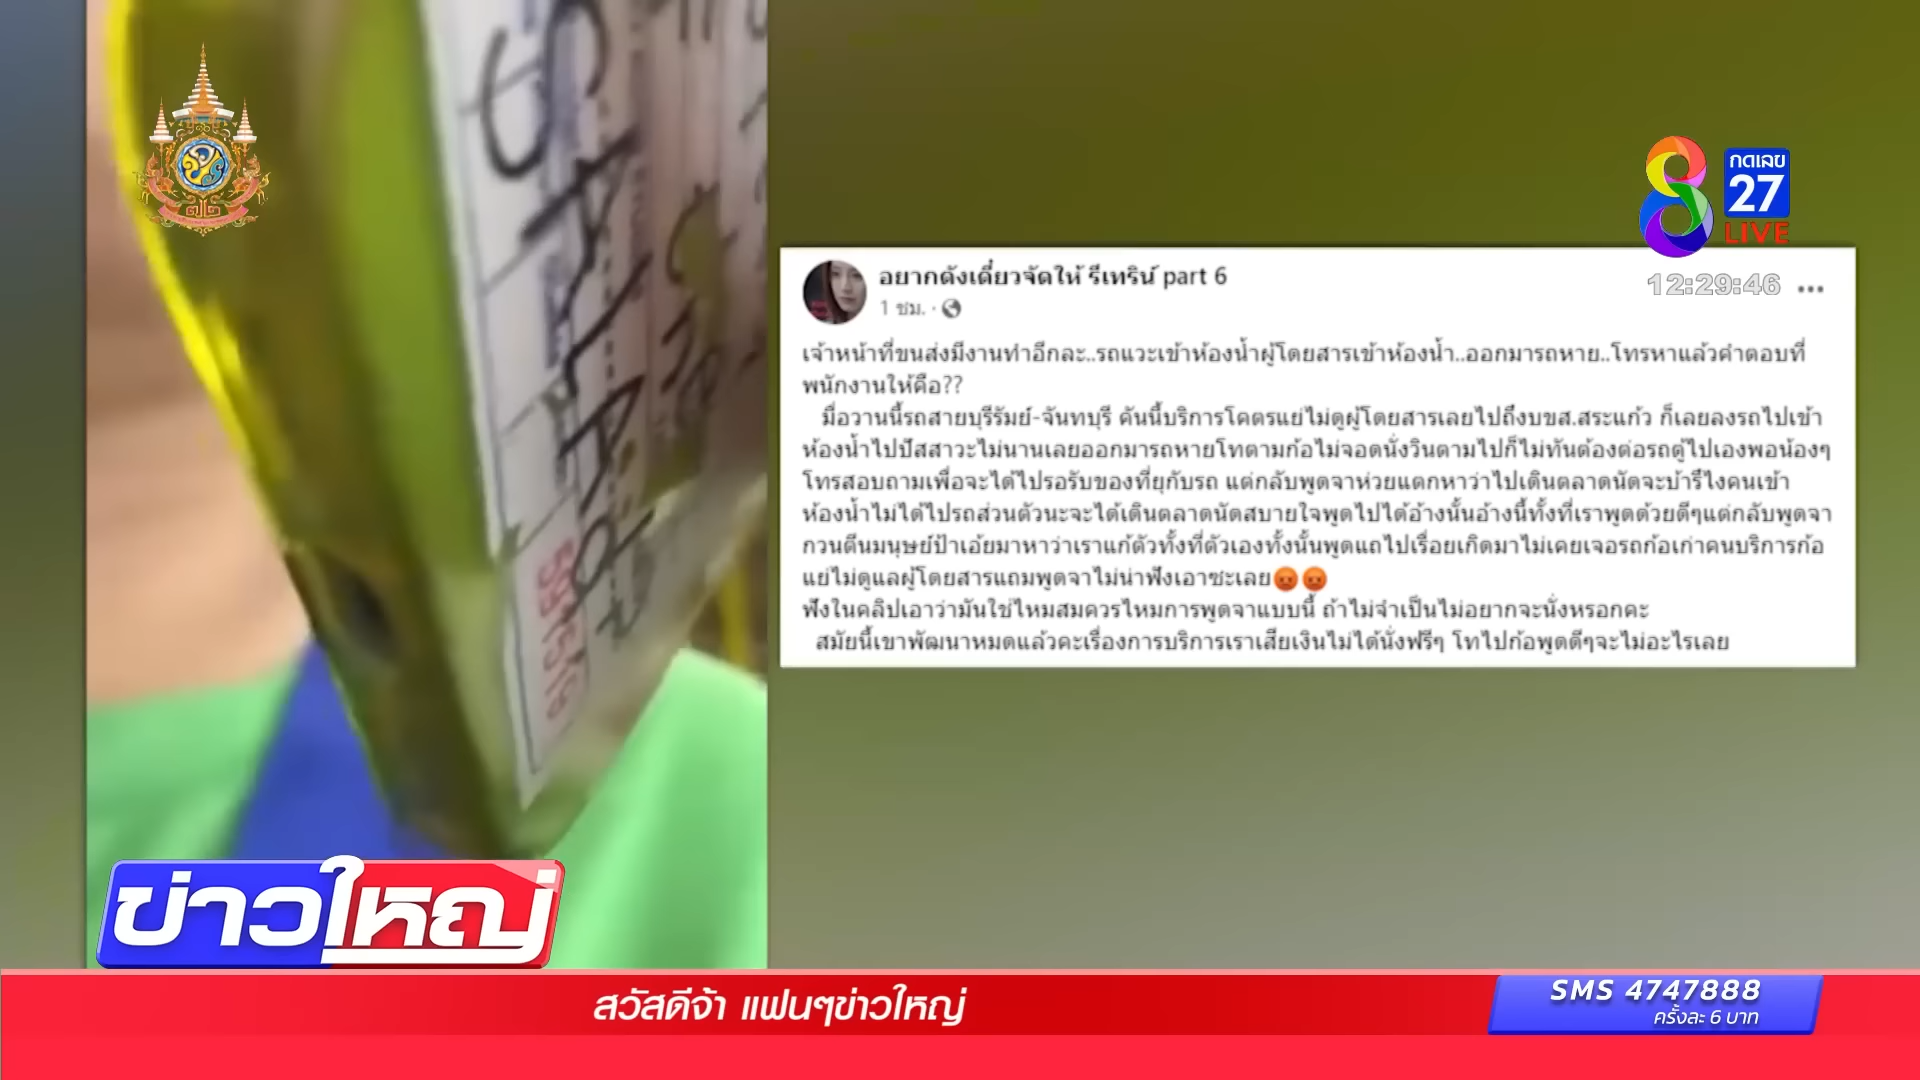 กดเลข
27
LIVE
12:29:46
อยากดังเดี่ยวจัดให้ รีเทริน์ part 6
1 ชม.
เจ้าหน้าที่ขนส่งมีงานทำอีกละ..รถแวะเข้าห้องน้ำผู้โดยสารเข้าห้องน้ำ..ออกมารถหาย..โทรหาแล้วคำตอบที่
พนักงานให้คือ??
มื่อวานนี้รถสายบุรีรัมย์-จันทบุรี คันนี้บริการโคตรแย่ไม่ดูผู้โดยสารเลยไปถึงบขส.สระแก้ว ก็เลยลงรถไปเข้า
ห้องน้ำไปปัสสาวะไม่นานเลยออกมารถหายโทตามก้อไม่จอดนั่งวินตามไปก็ไม่ทันต้องต่อรถตู้ไปเองพอน้องๆ
โทรสอบถามเพื่อจะได้ไปรอรับของที่ยุกับรถ แต่กลับพูดจาห่วยแตกหาว่าไปเดินตลาดนัดจะบ้ารึไงคนเข้า
ห้องน้ำไม่ได้ไปรถส่วนตัวนะจะได้เดินตลาดนัดสบายใจพูดไปได้อ้างนั้นอ้างนี้ทั้งที่เราพูดด้วยดีๆแต่กลับพูดจา
กวนตีนมนุษย์ป้าเอ้ยมาหาว่าเราแก้ตัวทั้งที่ตัวเองทั้งนั้นพูดแถไปเรื่อยเกิดมาไม่เคยเจอรถก้อเก่าคนบริการก้อ
แย่ไม่ดูแลผู้โดยสารแถมพูดจาไม่น่าฟังเอาซะเลย😡😡
ฟังในคลิปเอาว่ามันใช่ไหมสมควรไหมการพูดจาแบบนี้ ถ้าไม่จำเป็นไม่อยากจะนั่งหรอกคะ
สมัยนี้เขาพัฒนาหมดแล้วคะเรื่องการบริการเราเสียเงินไม่ได้นั่งฟรีๆ โทไปก้อพูดดีๆจะไม่อะไรเลย
ข่าวใหญ่
สวัสดีจ้า แฟนๆข่าวใหญ่
SMS 4747888
ครั้งละ 6 บาท